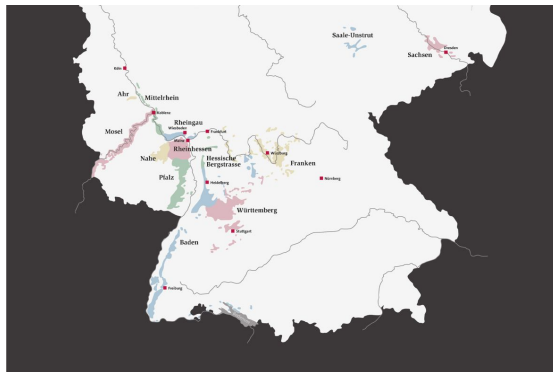 Saale-Unstrut
Sachsen
Dresden
Köln
Ahr
Mittelrhein
Koblenz
Mosel
Rheingau
Wiesbaden
Frankfurt
Mainz
Rheinhessen
Nahe
Hessische
Bergstrasse
Würzburg
Franken
Pfalz
Heidelberg
Nürnberg
Württemberg
Stuttgart
Baden
Freiburg